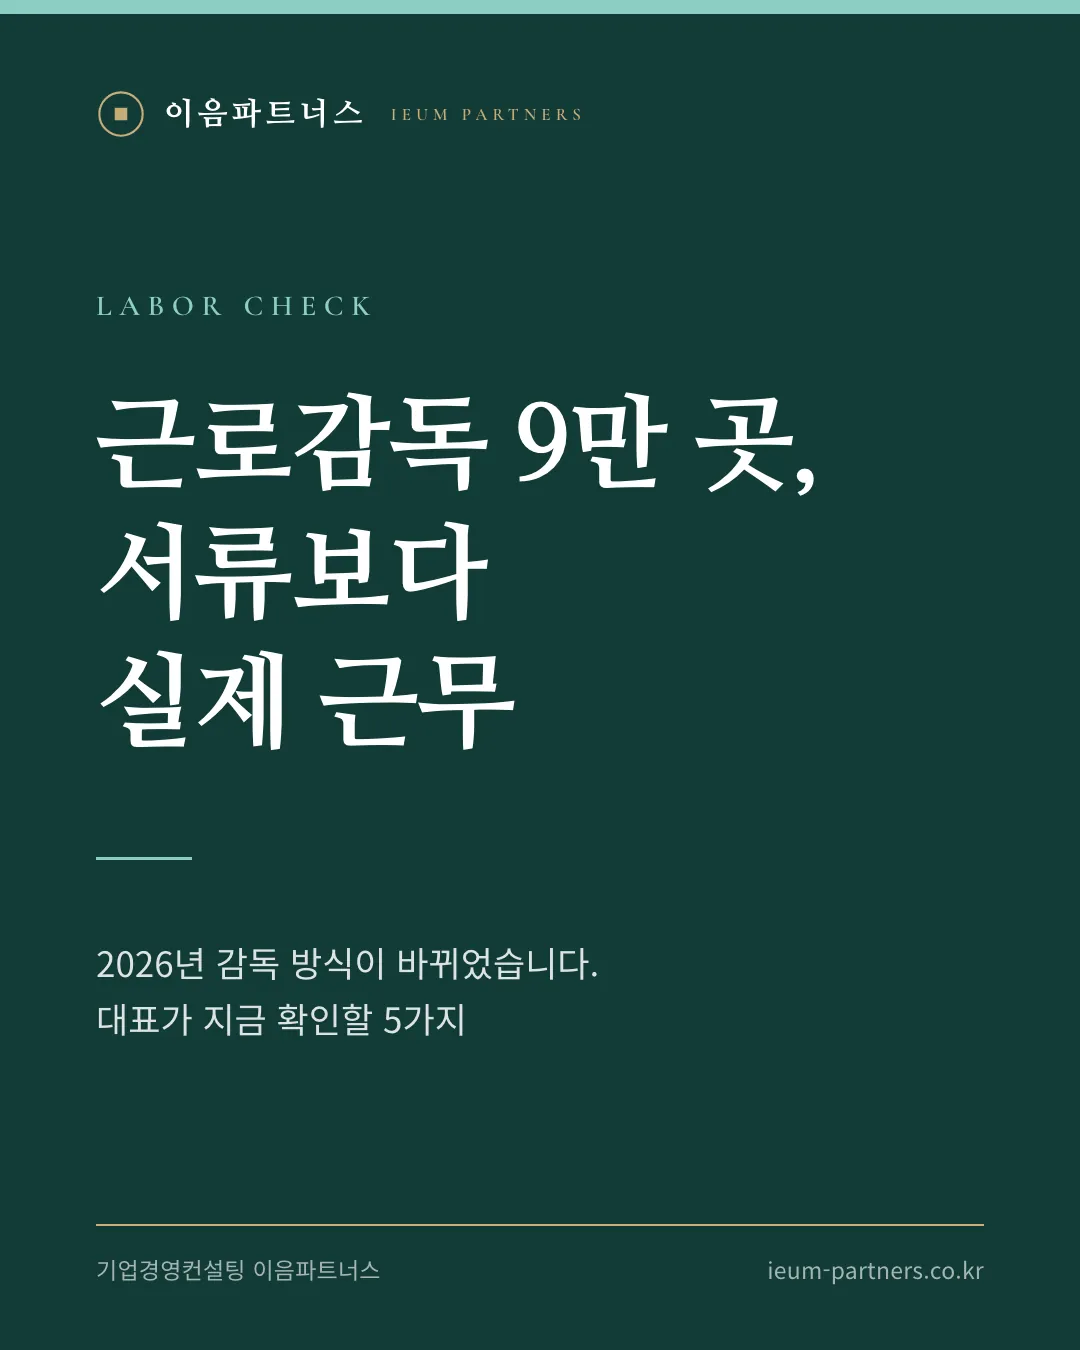 이음파트너스 IEUM PARTNERS
LABOR CHECK
근로감독 9만 곳,
서류보다
실제 근무
2026년 감독 방식이 바뀌었습니다.
대표가 지금 확인할 5가지
기업경영컨설팅 이음파트너스 ieum-partners.co.kr